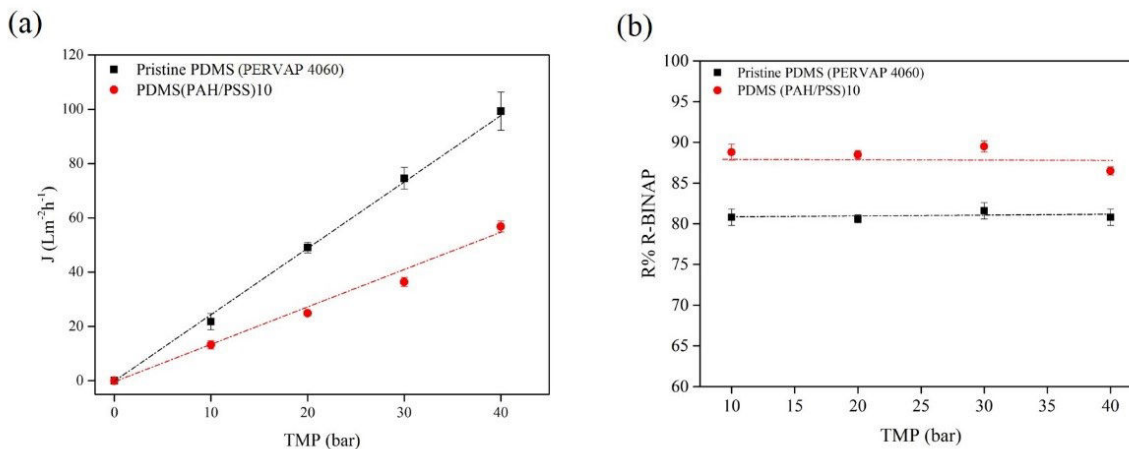 (a)
120
100
80
60
40
20
0
J (Lm⁻²h⁻¹)
Pristine PDMS (PERVAP 4060)
PDMS(PAH/PSS)10
0 10 20 30 40
TMP (bar)
(b)
100
95
90
85
80
75
70
65
60
R% R-BINAP
Pristine PDMS (PERVAP 4060)
PDMS (PAH/PSS)10
10 15 20 25 30 35 40
TMP (bar)